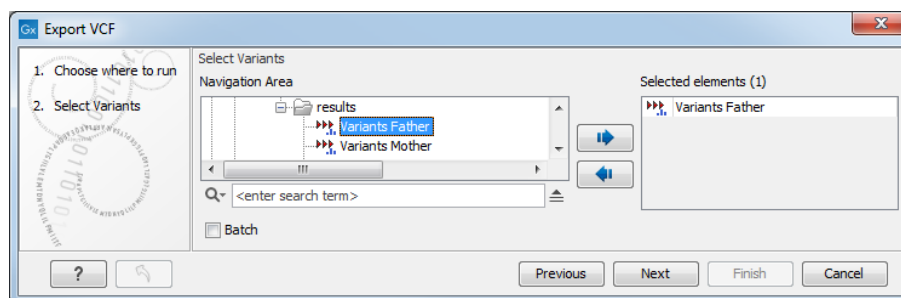 Gx Export VCF
Select Variants
1. Choose where to run
2. Select Variants
Navigation Area
results
Variants Father
Variants Mother
<enter search term>
Batch
Selected elements (1)
Variants Father
?
Previous
Next
Finish
Cancel